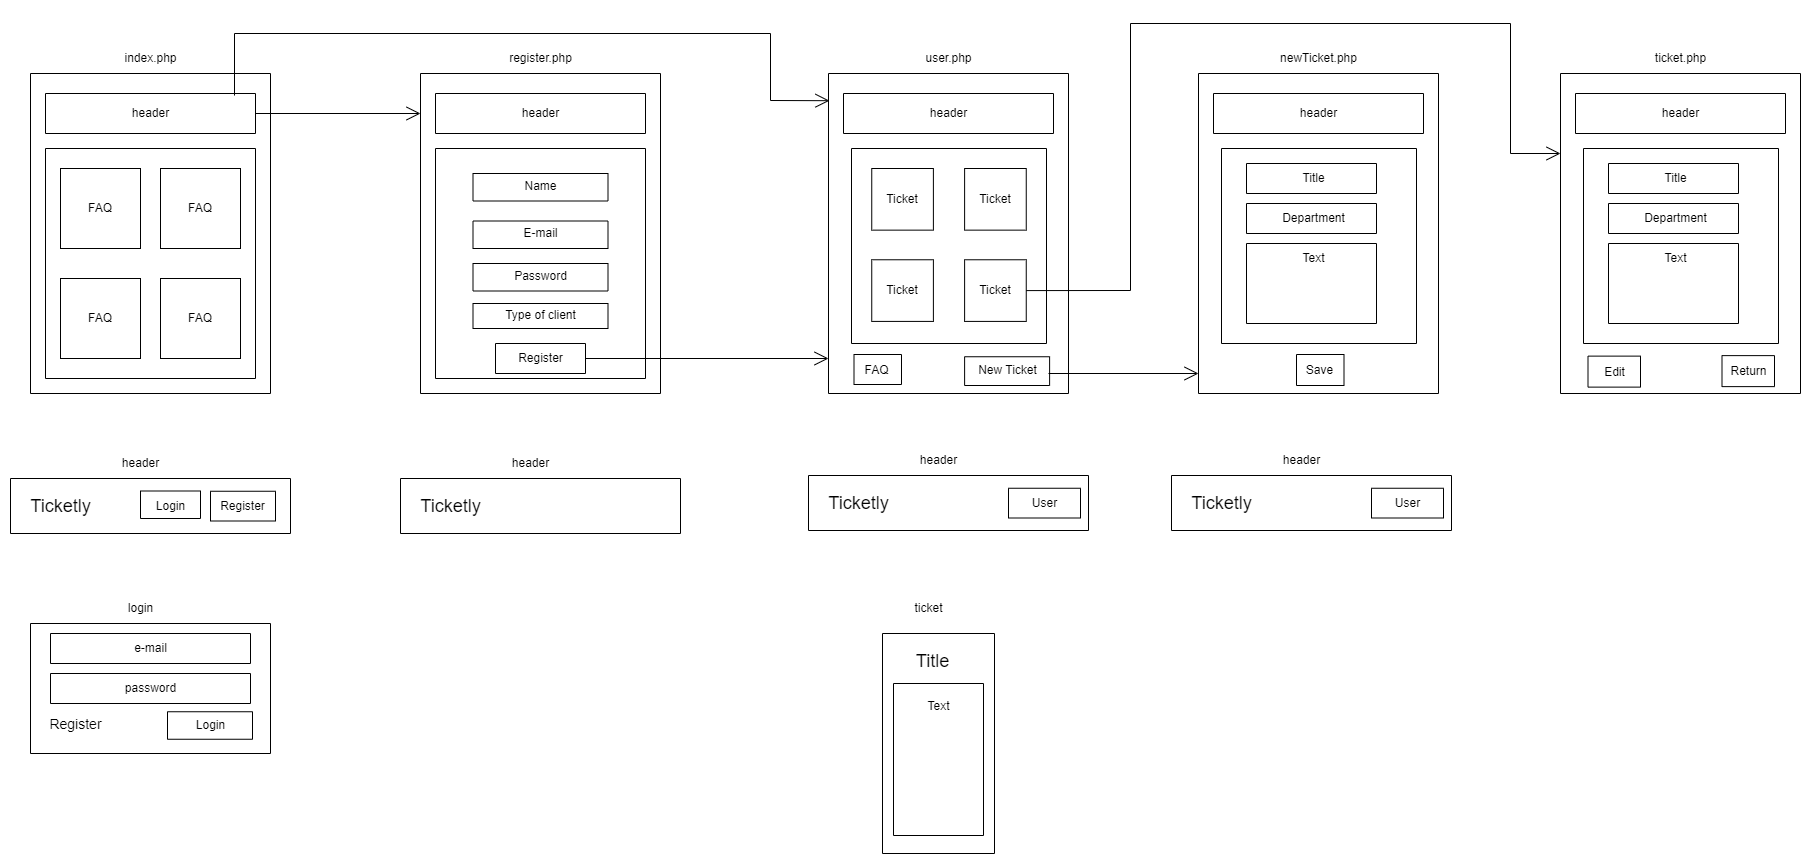 index.php
header
FAQ
FAQ
FAQ
FAQ
register.php
header
Name
E-mail
Password
Type of client
Register
user.php
header
Ticket
Ticket
Ticket
Ticket
FAQ
New Ticket
newTicket.php
header
Title
Department
Text
Save
ticket.php
header
Title
Department
Text
Edit
Return
header
Ticketly
Login
Register
header
Ticketly
header
Ticketly
User
header
Ticketly
User
login
e-mail
password
Register
Login
ticket
Title
Text